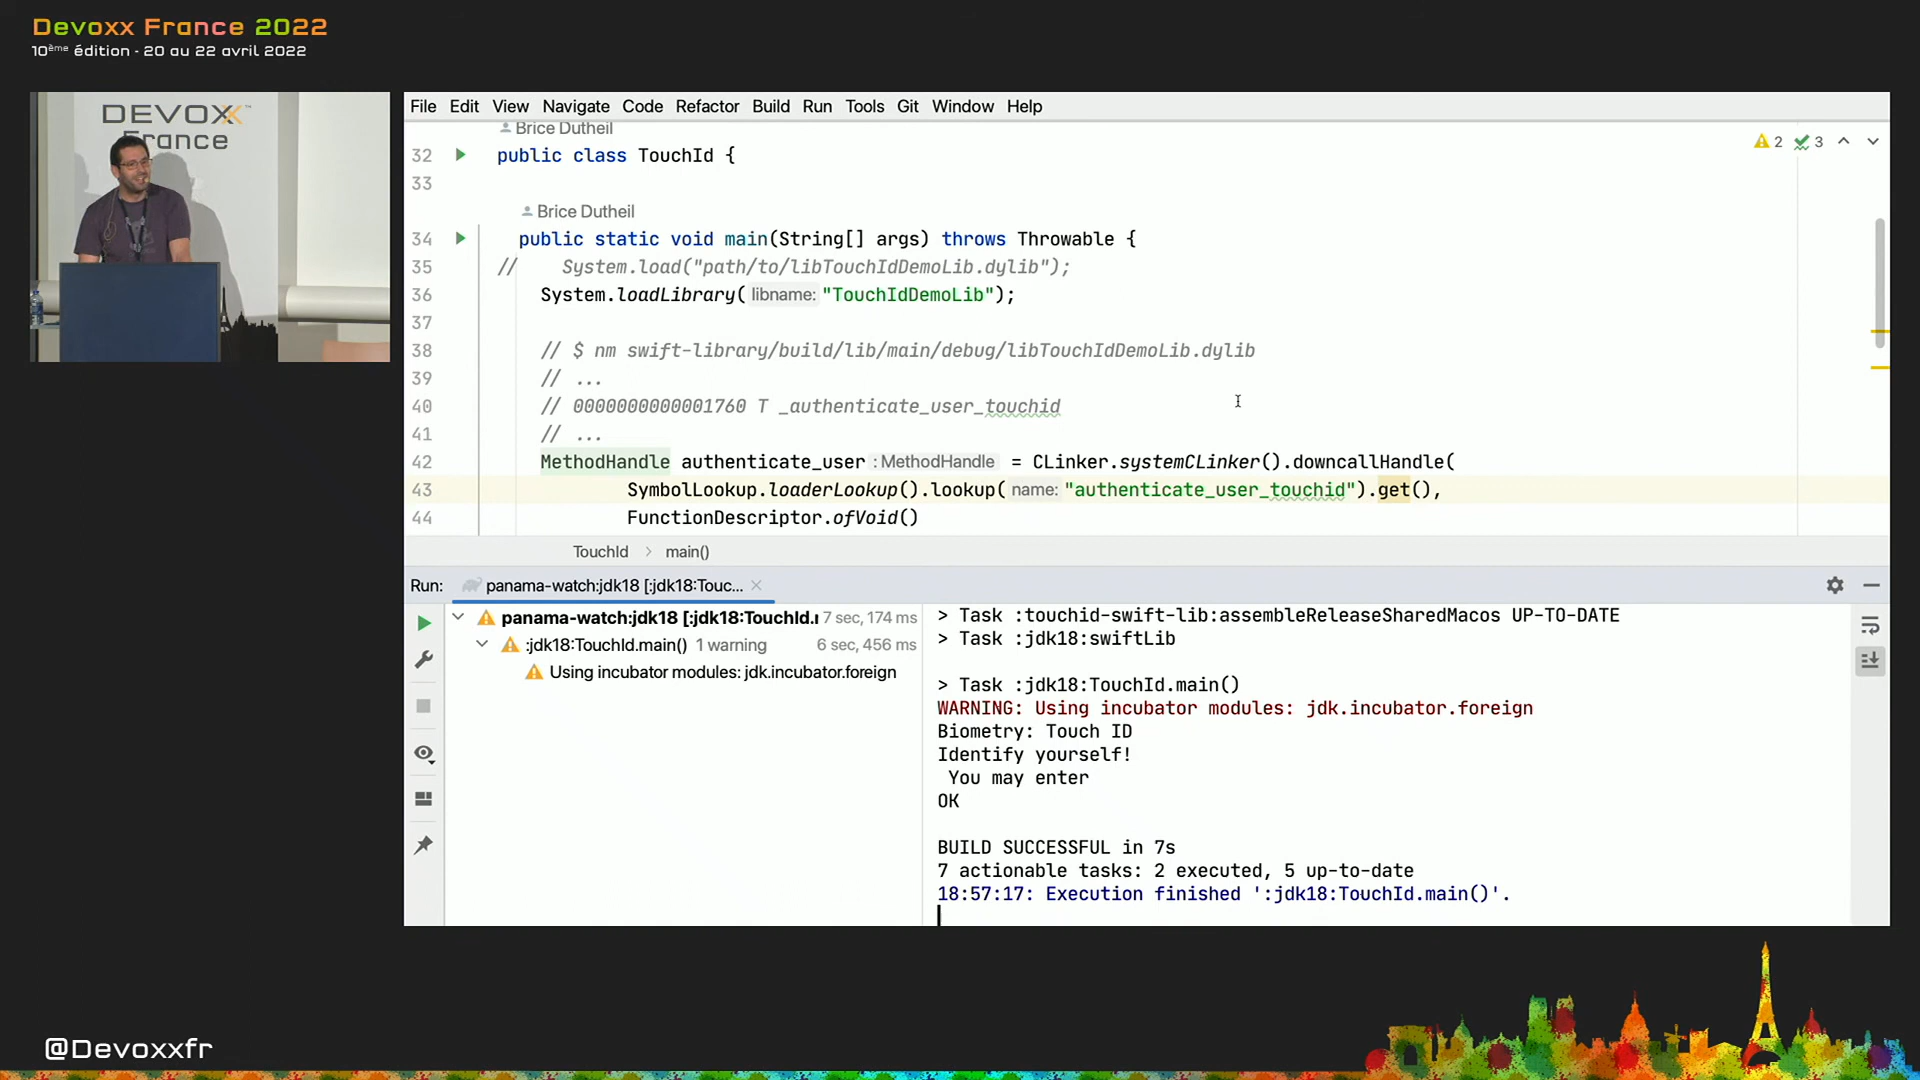 Devoxx France 2022
10ème édition - 20 au 22 avril 2022
DEVOXX™
France
File Edit View Navigate Code Refactor Build Run Tools Git Window Help
Brice Dutheil
2 3
32 public class TouchId {
33
Brice Dutheil
34 public static void main(String[] args) throws Throwable {
35 // System.load("path/to/libTouchIdDemoLib.dylib");
36 System.loadLibrary( libname: "TouchIdDemoLib");
37
38 // $ nm swift-library/build/lib/main/debug/libTouchIdDemoLib.dylib
39 // ...
40 // 0000000000001760 T _authenticate_user_touchid
41 // ...
42 MethodHandle authenticate_user : MethodHandle = CLinker.systemCLinker().downcallHandle(
43 SymbolLookup.loaderLookup().lookup( name: "authenticate_user_touchid").get(),
44 FunctionDescriptor.ofVoid()
TouchId > main()
Run: panama-watch:jdk18 [:jdk18:Touc... ×
panama-watch:jdk18 [:jdk18:TouchId.r 7 sec, 174 ms
:jdk18:TouchId.main() 1 warning 6 sec, 456 ms
Using incubator modules: jdk.incubator.foreign
> Task :touchid-swift-lib:assembleReleaseSharedMacos UP-TO-DATE
> Task :jdk18:swiftLib
> Task :jdk18:TouchId.main()
WARNING: Using incubator modules: jdk.incubator.foreign
Biometry: Touch ID
Identify yourself!
You may enter
OK
BUILD SUCCESSFUL in 7s
7 actionable tasks: 2 executed, 5 up-to-date
18:57:17: Execution finished ':jdk18:TouchId.main()'.
@Devoxxfr